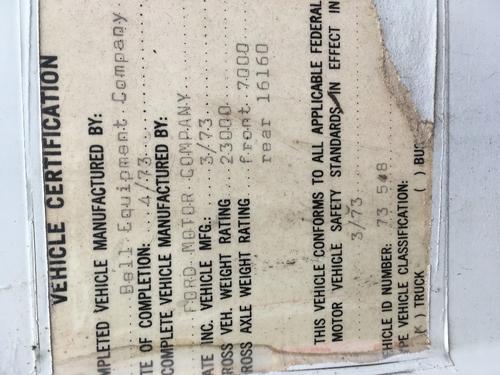 VEHICLE CERTIFICATION
MPLETED VEHICLE MANUFACTURED BY:
Bell Equipment Company
TE OF COMPLETION: 4/73
COMPLETE VEHICLE MANUFACTURED BY:
FORD MOTOR COMPANY
ATE INC. VEHICLE MFG.: 3/73
ROSS VEH. WEIGHT RATING 23000
ROSS AXLE WEIGHT RATING front 7000
rear 16160
THIS VEHICLE CONFORMS TO ALL APPLICABLE FEDERAL
MOTOR VEHICLE SAFETY STANDARDS IN EFFECT IN
3/73
EHICLE ID NUMBER: 73 548
PE VEHICLE CLASSIFICATION:
( ) TRUCK ( ) BUS